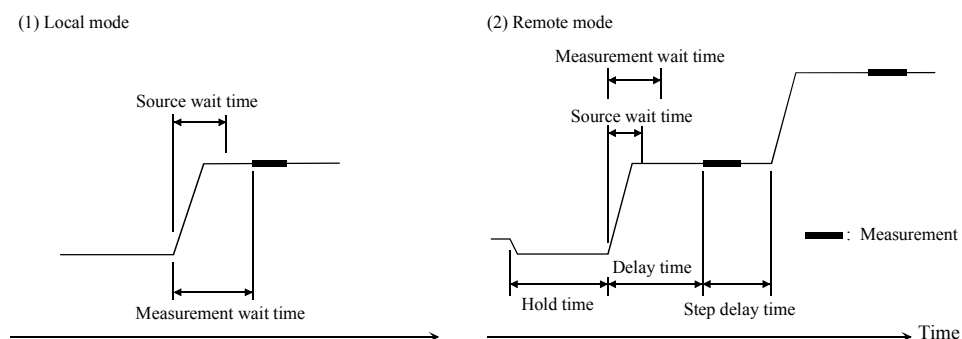 (1) Local mode
Source wait time
Measurement wait time
(2) Remote mode
Measurement wait time
Source wait time
Delay time
Hold time
Step delay time
: Measurement
Time